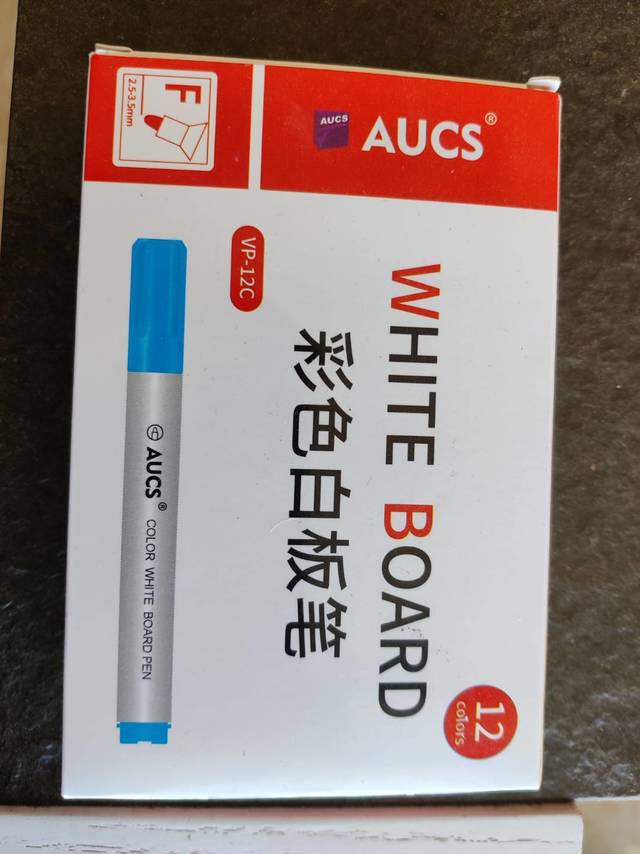 AUCS
AUCS®
F
2.5-3.5mm
WHITE BOARD
彩色白板笔
VP-12C
12
colors
AUCS® COLOR WHITE BOARD PEN